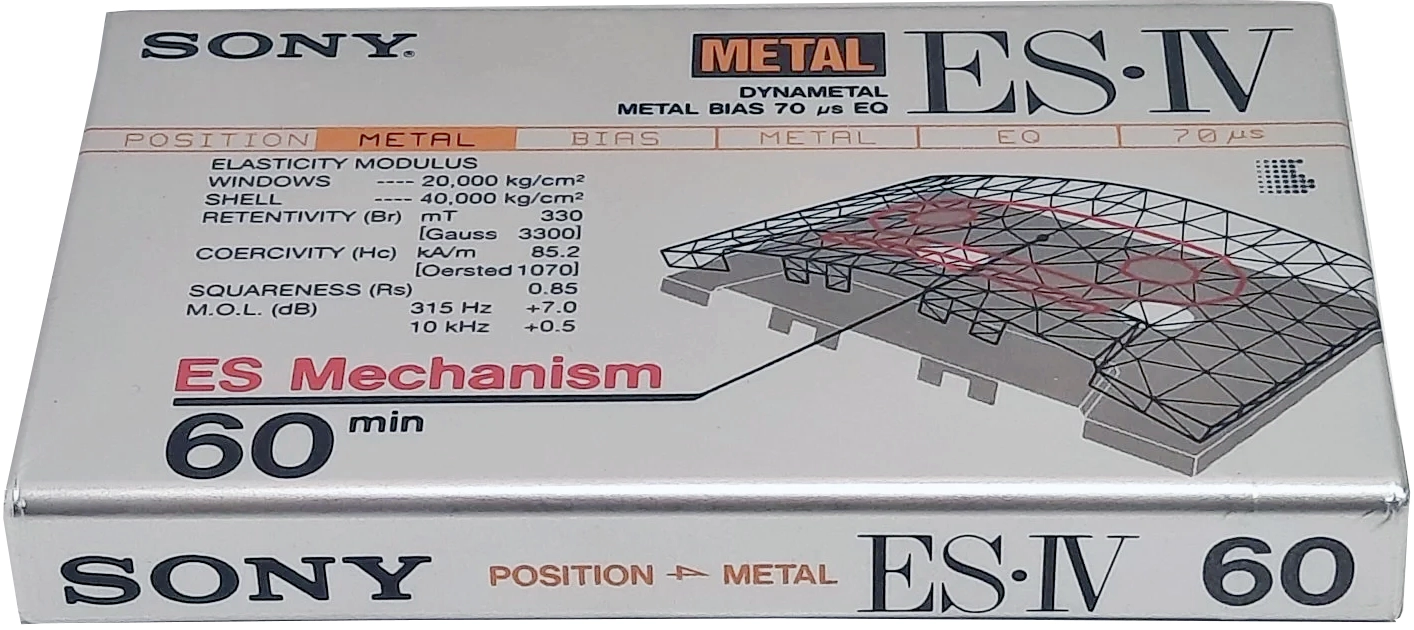 SONY®
METAL ES·IV
DYNAMETAL
METAL BIAS 70 μs EQ
POSITION METAL BIAS METAL EQ 70μs
ELASTICITY MODULUS
WINDOWS ---- 20,000 kg/cm²
SHELL ---- 40,000 kg/cm²
RETENTIVITY (Br) mT 330
[Gauss 3300]
COERCIVITY (Hc) kA/m 85.2
[Oersted 1070]
SQUARENESS (Rs) 0.85
M.O.L. (dB) 315 Hz +7.0
10 kHz +0.5
ES Mechanism
60 min
SONY POSITION 4 METAL ES·IV 60